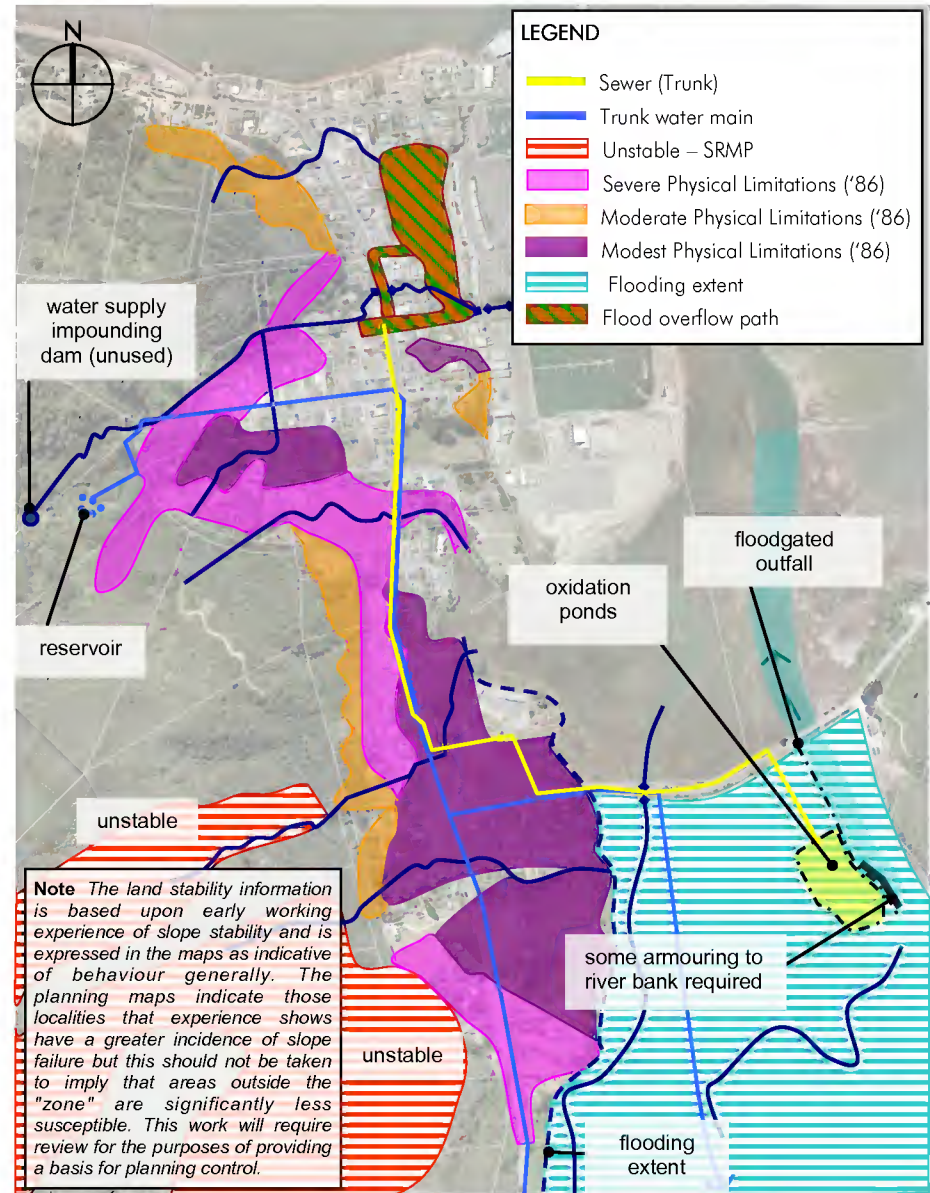 N
LEGEND
Sewer (Trunk)
Trunk water main
Unstable – SRMP
Severe Physical Limitations ('86)
Moderate Physical Limitations ('86)
Modest Physical Limitations ('86)
Flooding extent
Flood overflow path
water supply
impounding
dam (unused)
floodgated
outfall
oxidation
ponds
reservoir
unstable
Note The land stability information
is based upon early working
experience of slope stability and is
expressed in the maps as indicative
of behaviour generally. The
planning maps indicate those
localities that experience shows
have a greater incidence of slope
failure but this should not be taken
to imply that areas outside the
"zone" are significantly less
susceptible. This work will require
review for the purposes of providing
a basis for planning control.
some armouring to
river bank required
unstable
flooding
extent